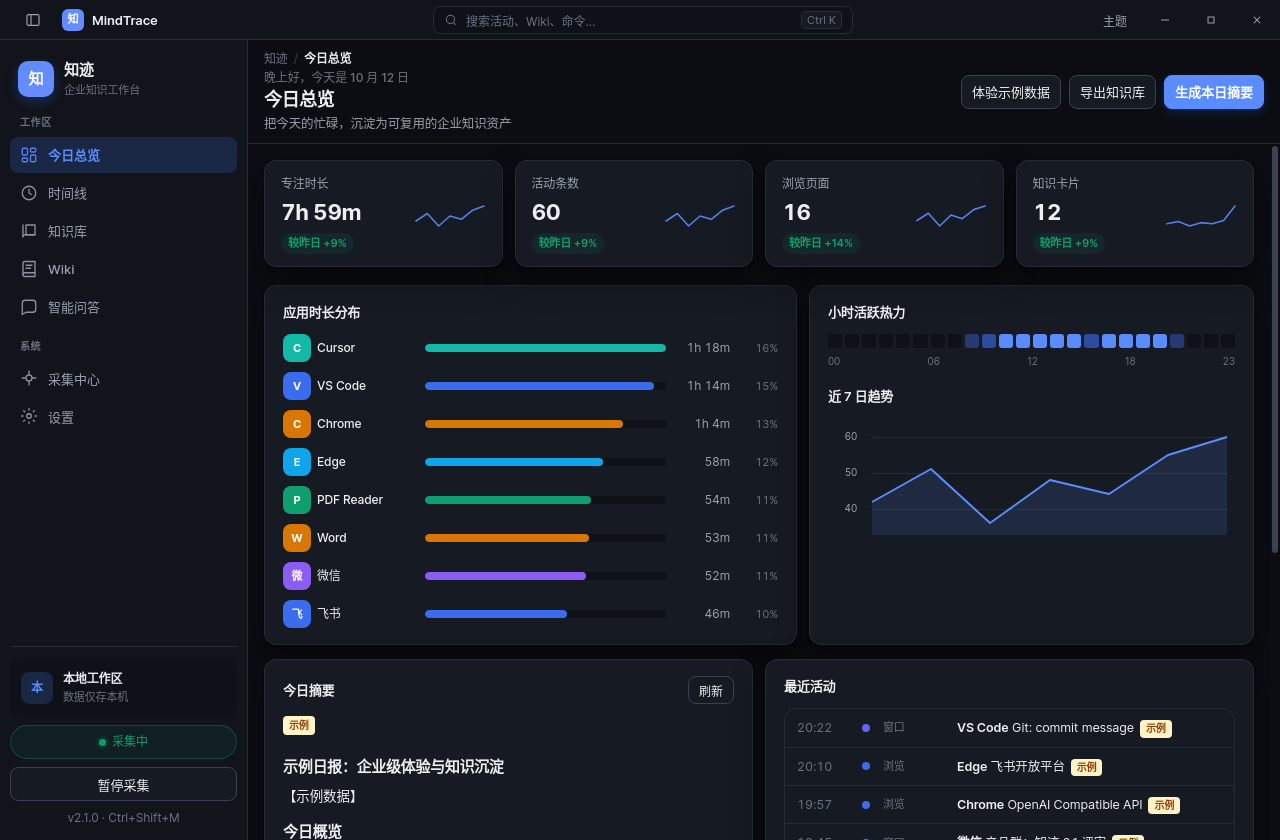 知 MindTrace
搜索活动、Wiki、命令...
Ctrl K
主题
知
知迹
企业知识工作台
工作区
今日总览
时间线
知识库
Wiki
智能问答
系统
采集中心
设置
本
本地工作区
数据仅存本机
采集中
暂停采集
v2.1.0 · Ctrl+Shift+M
知迹 / 今日总览
晚上好，今天是 10 月 12 日
今日总览
把今天的忙碌，沉淀为可复用的企业知识资产
体验示例数据
导出知识库
生成本日摘要
专注时长
7h 59m
较昨日 +9%
活动条数
60
较昨日 +9%
浏览页面
16
较昨日 +14%
知识卡片
12
较昨日 +9%
应用时长分布
C Cursor 1h 18m 16%
V VS Code 1h 14m 15%
C Chrome 1h 4m 13%
E Edge 58m 12%
P PDF Reader 54m 11%
W Word 53m 11%
微 微信 52m 11%
飞 飞书 46m 10%
小时活跃热力
00 06 12 18 23
近 7 日趋势
60
50
40
今日摘要
刷新
示例
示例日报：企业级体验与知识沉淀
【示例数据】
今日概览
最近活动
20:22 窗口 VS Code Git: commit message 示例
20:10 浏览 Edge 飞书开放平台 示例
19:57 浏览 Chrome OpenAI Compatible API 示例